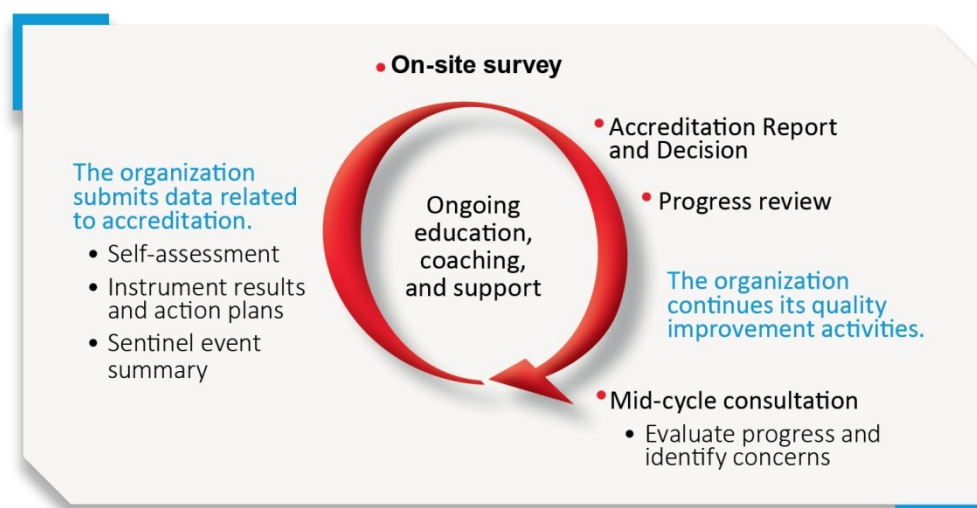 • On-site survey
• Accreditation Report
and Decision
• Progress review
The organization
continues its quality
improvement activities.
• Mid-cycle consultation
• Evaluate progress and
identify concerns
The organization
submits data related
to accreditation.
• Self-assessment
• Instrument results
and action plans
• Sentinel event
summary
Ongoing
education,
coaching,
and support